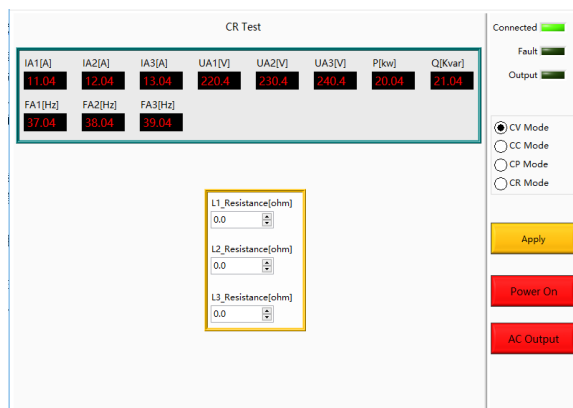 CR Test
IA1[A] IA2[A] IA3[A] UA1[V] UA2[V] UA3[V] P[kw] Q[Kvar]
11.04 12.04 13.04 220.4 230.4 240.4 20.04 21.04
FA1[Hz] FA2[Hz] FA3[Hz]
37.04 38.04 39.04
L1_Resistance[ohm]
0.0
L2_Resistance[ohm]
0.0
L3_Resistance[ohm]
0.0
Connected
Fault
Output
CV Mode
CC Mode
CP Mode
CR Mode
Apply
Power On
AC Output